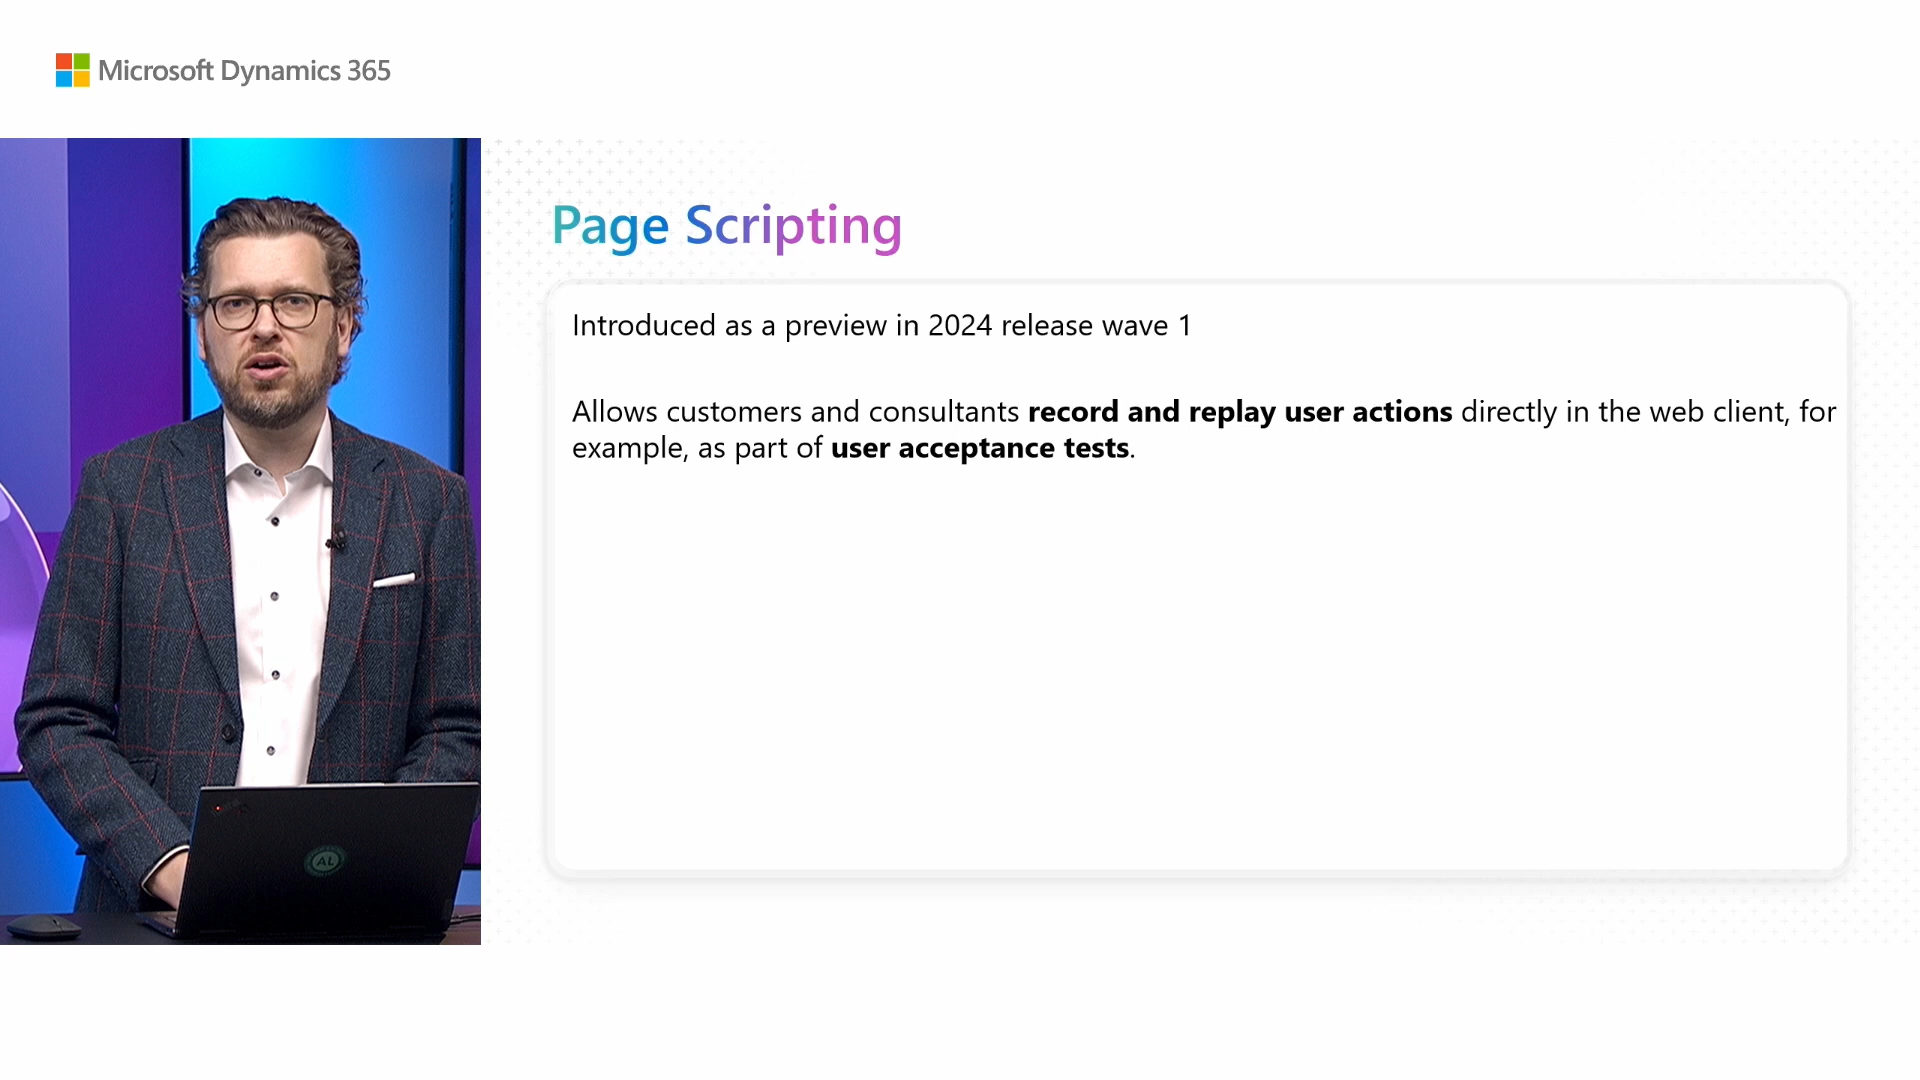 Microsoft Dynamics 365
Page Scripting
Introduced as a preview in 2024 release wave 1
Allows customers and consultants record and replay user actions directly in the web client, for
example, as part of user acceptance tests.
AL